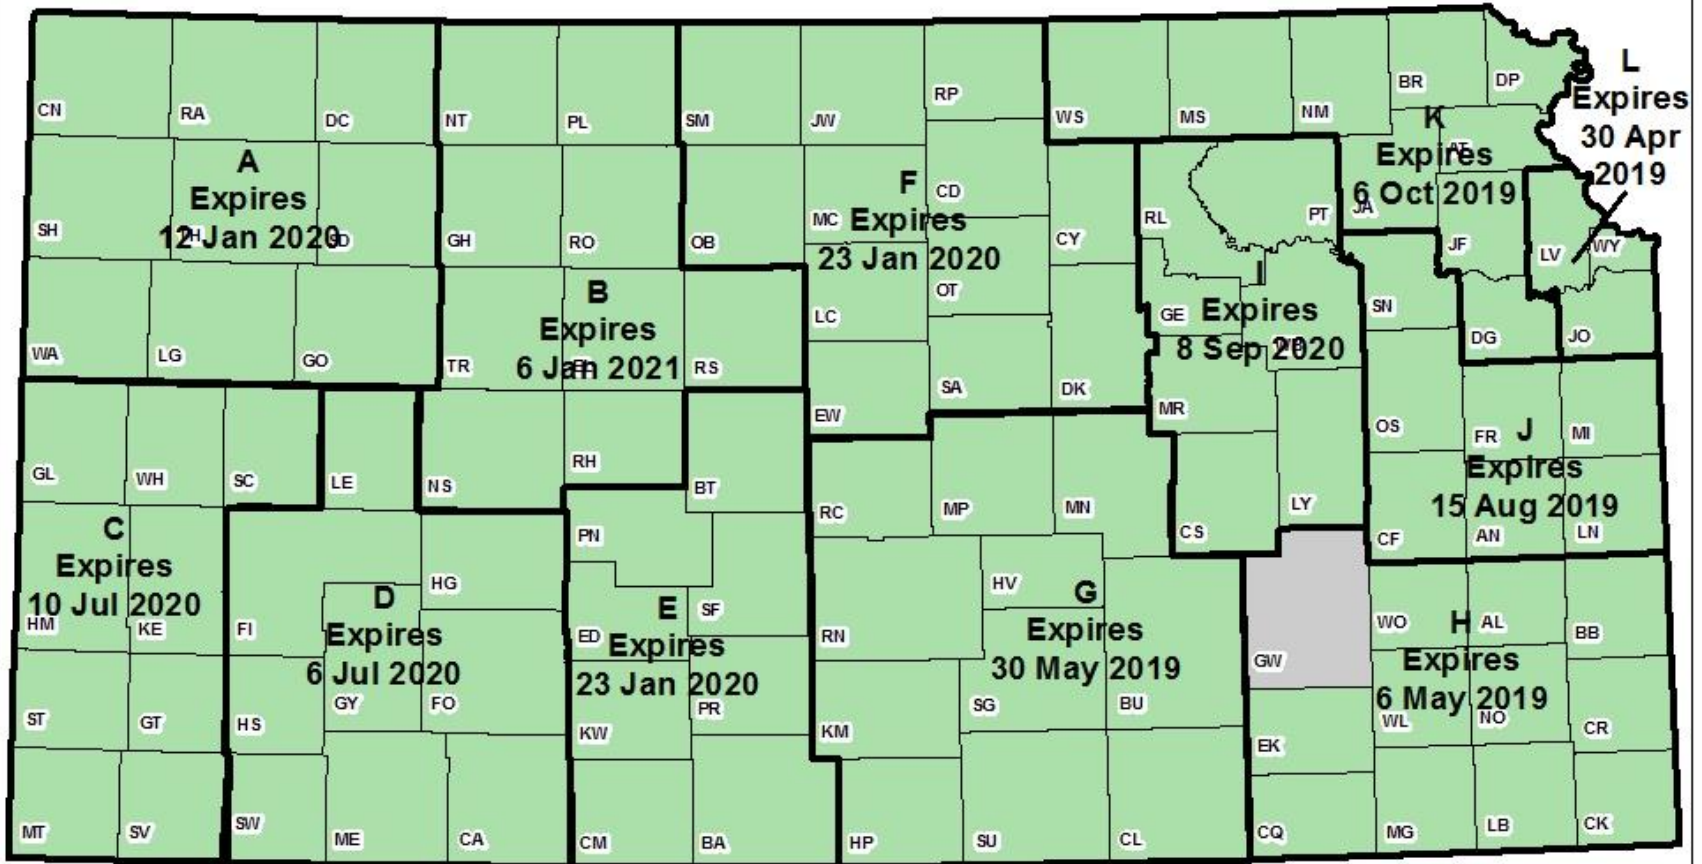 CN
RA
DC
NT
PL
SM
JW
RP
WS
MS
NM
BR
DP
L
Expires
30 Apr
2019
K
Expires
6 Oct 2019
AT
JA
JF
A
Expires
12 Jan 2020
SH
TH
SD
GH
RO
OB
F
Expires
23 Jan 2020
MC
CD
CY
RL
PT
LV
WY
WA
LG
GO
TR
B
Expires
6 Jan 2021
EL
RS
LC
OT
EW
SA
DK
GE
I
Expires
8 Sep 2020
WB
MR
SN
DG
JO
GL
WH
SC
LE
NS
RH
BT
RC
MP
MN
CS
LY
OS
FR
MI
J
Expires
15 Aug 2019
CF
AN
LN
C
Expires
10 Jul 2020
HM
KE
FI
D
Expires
6 Jul 2020
HG
PN
ED
E
Expires
23 Jan 2020
SF
RN
HV
G
Expires
30 May 2019
GW
WO
AL
BB
H
Expires
6 May 2019
ST
GT
HS
GY
FO
KW
PR
KM
SG
BU
EK
WL
NO
CR
MT
SV
SW
ME
CA
CM
BA
HP
SU
CL
CQ
MG
LB
CK